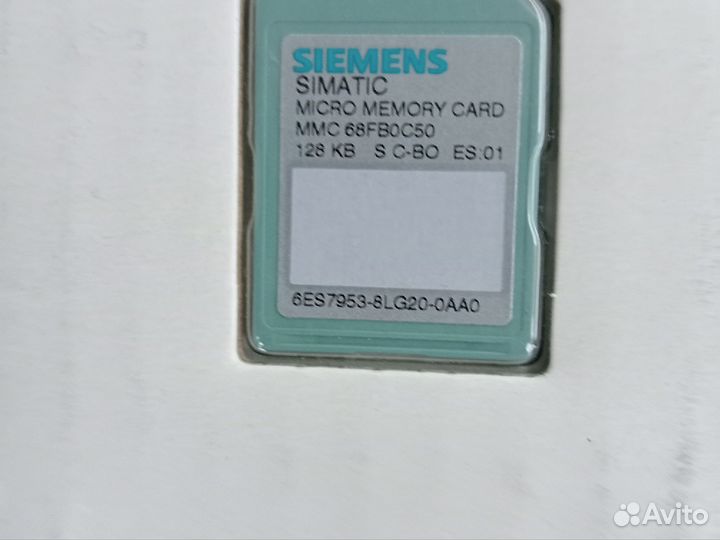 SIEMENS
SIMATIC
MICRO MEMORY CARD
MMC 68FB0C50
128 KB S C-BO ES:01
6ES7953-8LG20-0AA0
Avito